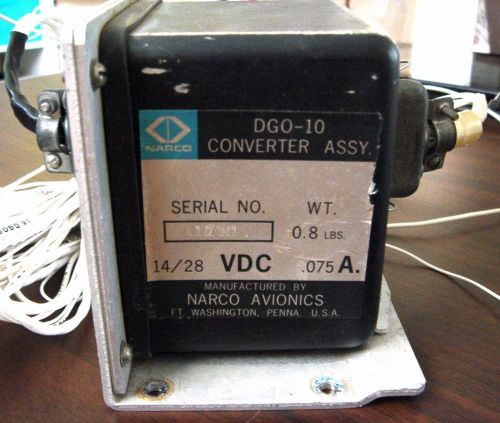 NARCO
DGO-10
CONVERTER ASSY.
SERIAL NO. WT.
0.8 LBS.
14/28 VDC .075 A.
MANUFACTURED BY
NARCO AVIONICS
FT. WASHINGTON, PENNA. U.S.A.